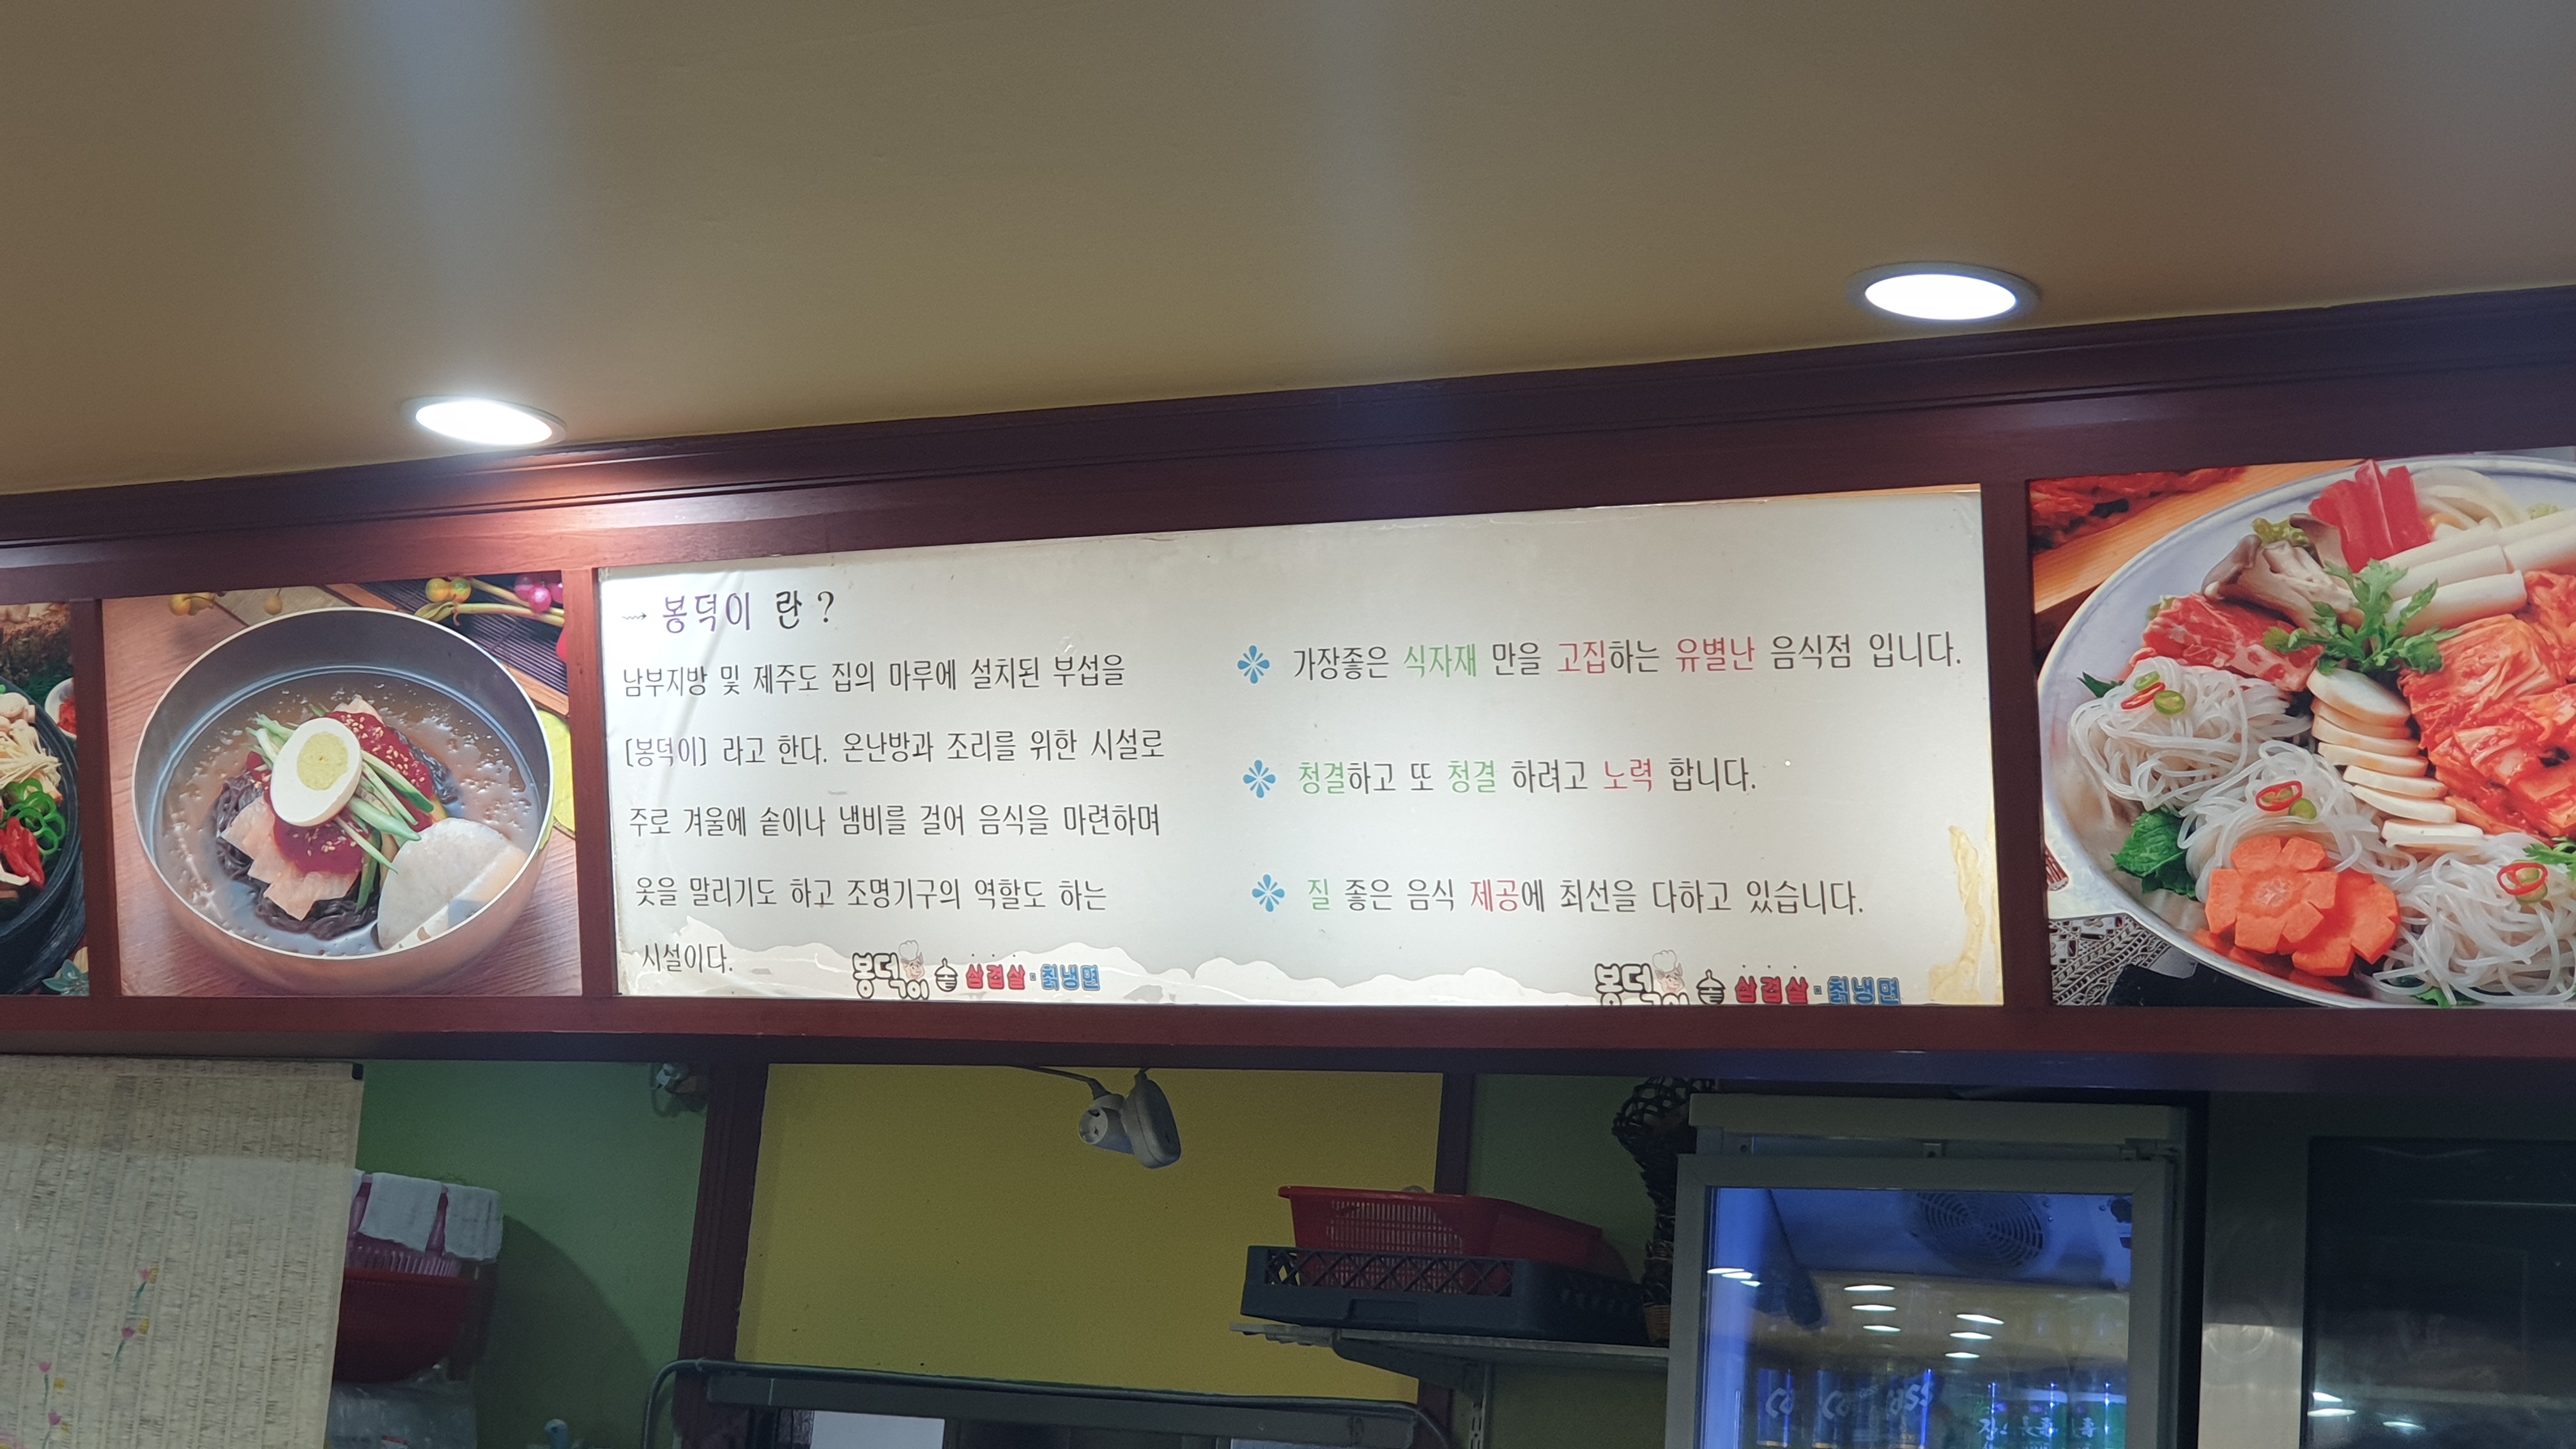 봉덕이 란 ?
남부지방 및 제주도 집의 마루에 설치된 부섭을
[봉덕이] 라고 한다. 온난방과 조리를 위한 시설로
주로 겨울에 솥이나 냄비를 걸어 음식을 마련하며
옷을 말리기도 하고 조명기구의 역할도 하는
시설이다.
봉덕이 숯 삼겹살·칡냉면
가장좋은 식자재 만을 고집하는 유별난 음식점 입니다.
청결하고 또 청결 하려고 노력 합니다.
질 좋은 음식 제공에 최선을 다하고 있습니다.
봉덕이 숯 삼겹살·칡냉면